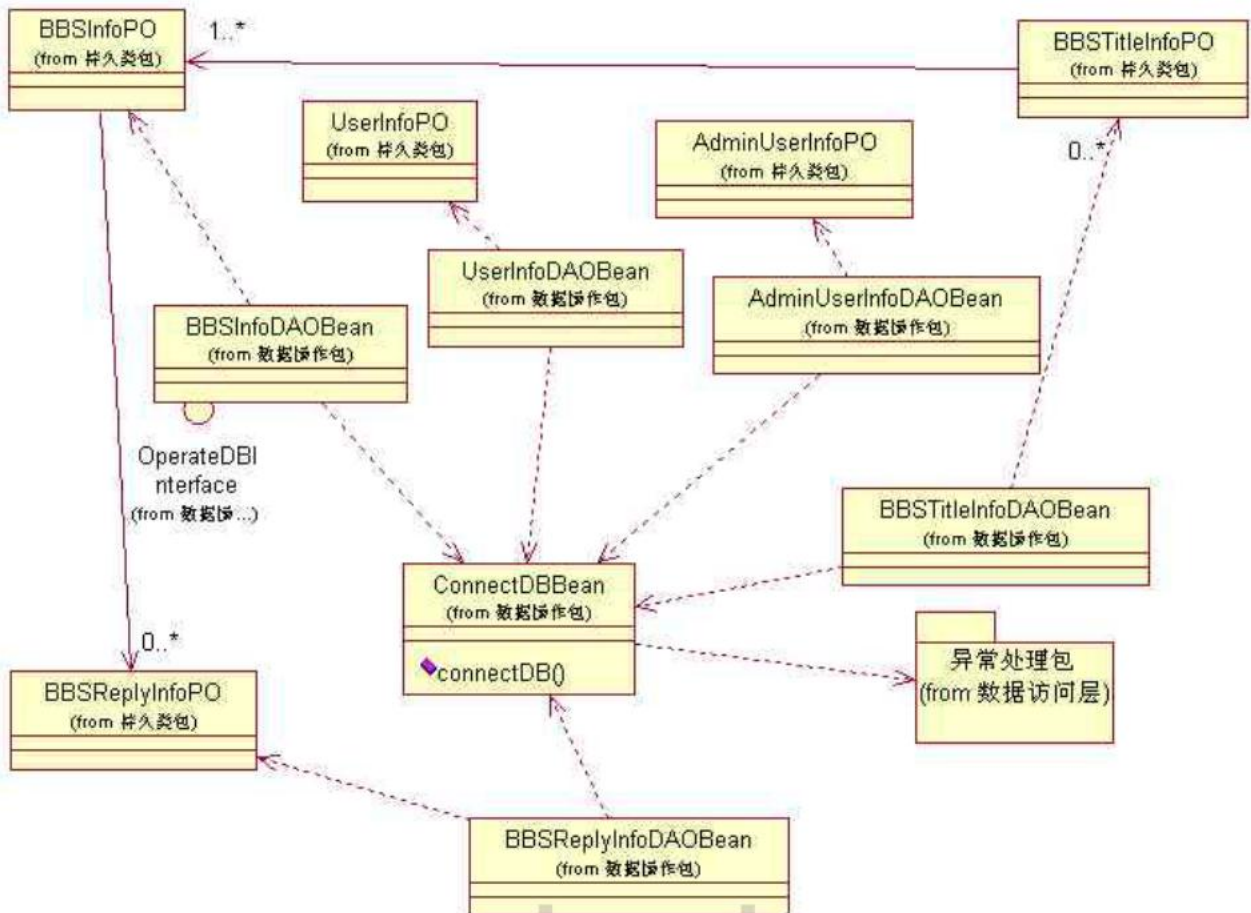 BBSInfoPO
(from 持久类包)
1..*
BBSTitleInfoPO
(from 持久类包)
UserInfoPO
(from 持久类包)
AdminUserInfoPO
(from 持久类包)
0..*
UserInfoDAOBean
(from 数据操作包)
AdminUserInfoDAOBean
(from 数据操作包)
BBSInfoDAOBean
(from 数据操作包)
OperateDBI
nterface
(from 数据操...)
BBSTitleInfoDAOBean
(from 数据操作包)
ConnectDBBean
(from 数据操作包)
connectDB()
异常处理包
(from 数据访问层)
0..*
BBSReplyInfoPO
(from 持久类包)
BBSReplyInfoDAOBean
(from 数据操作包)